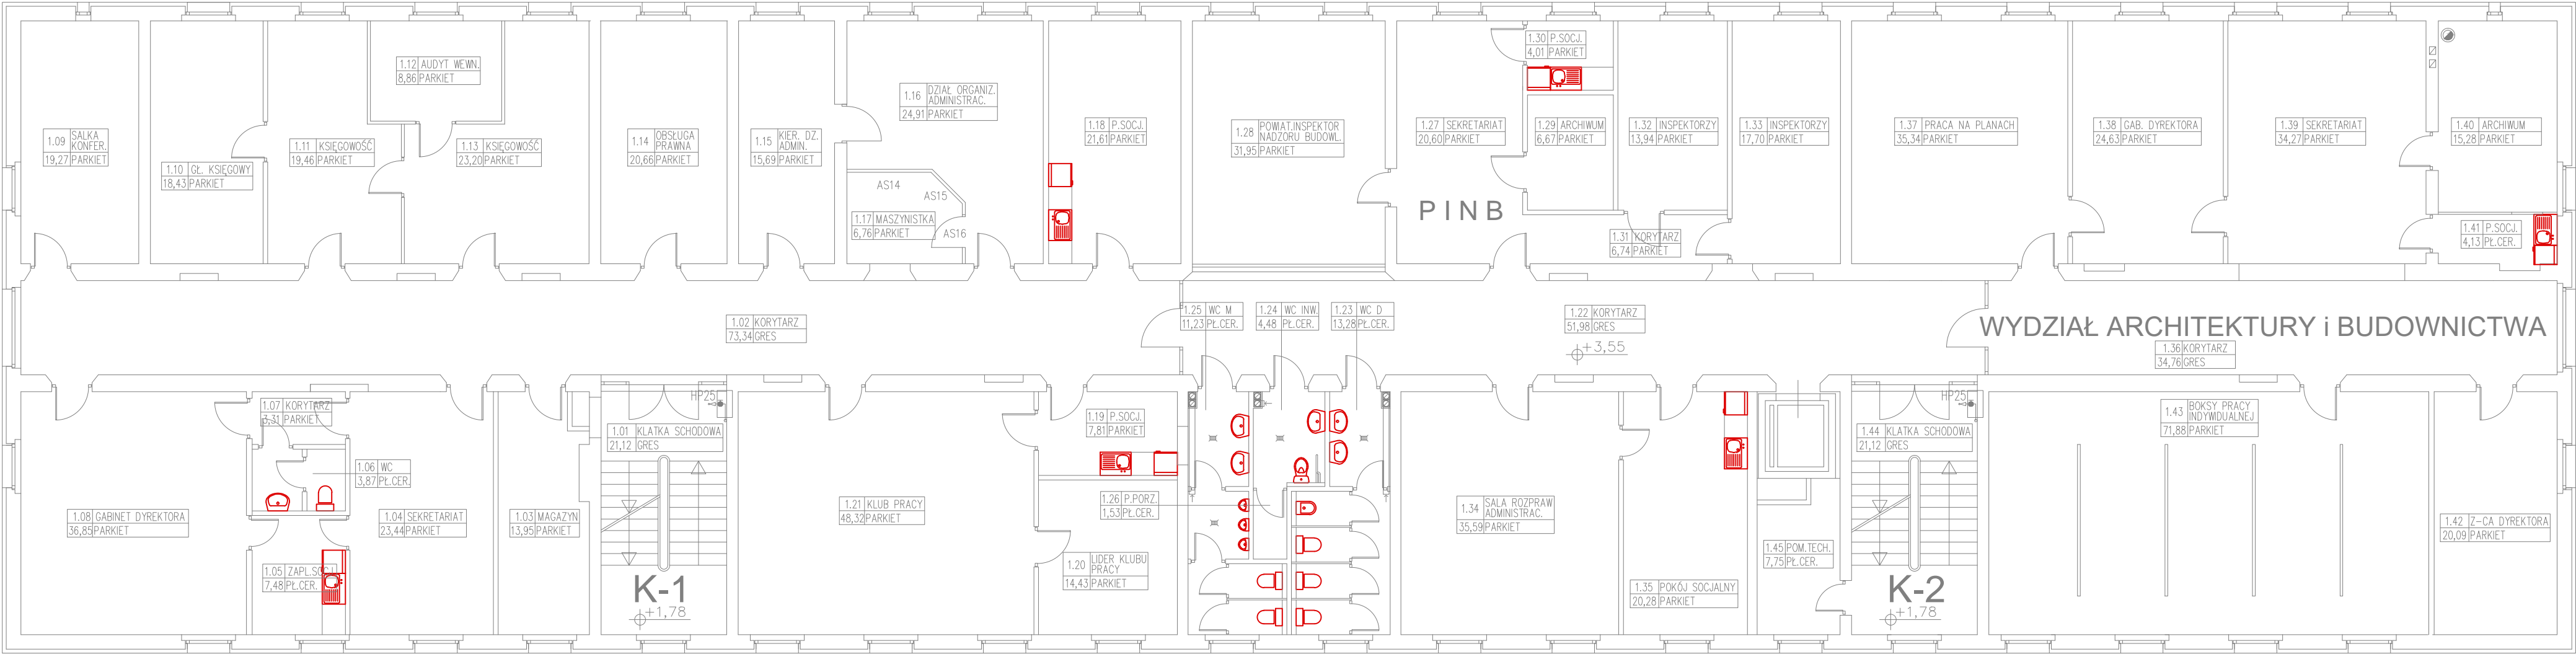 1.09 SALKA KONFER.
19,27 PARKIET
1.10 GŁ. KSIĘGOWY
18,43 PARKIET
1.11 KSIĘGOWOŚĆ
19,46 PARKIET
1.12 AUDYT WEWN.
8,86 PARKIET
1.13 KSIĘGOWOŚĆ
23,20 PARKIET
1.14 OBSŁUGA PRAWNA
20,66 PARKIET
1.15 KIER. DZ. ADMIN.
15,69 PARKIET
1.16 DZIAŁ ORGANIZ. ADMINISTRAC.
24,91 PARKIET
AS14
AS15
AS16
1.17 MASZYNISTKA
6,76 PARKIET
1.18 P.SOCJ.
21,61 PARKIET
1.28 POWIAT.INSPEKTOR NADZORU BUDOWL.
31,95 PARKIET
1.27 SEKRETARIAT
20,60 PARKIET
PINB
1.30 P.SOCJ.
4,01 PARKIET
1.29 ARCHIWUM
6,67 PARKIET
1.32 INSPEKTORZY
13,94 PARKIET
1.33 INSPEKTORZY
17,70 PARKIET
1.31 KORYTARZ
6,74 PARKIET
1.37 PRACA NA PLANACH
35,34 PARKIET
1.38 GAB. DYREKTORA
24,63 PARKIET
1.39 SEKRETARIAT
34,27 PARKIET
1.40 ARCHIWUM
15,28 PARKIET
1.41 P.SOCJ.
4,13 PŁ.CER.
1.02 KORYTARZ
73,34 GRES
1.25 WC M
11,23 PŁ.CER.
1.24 WC INW.
4,48 PŁ.CER.
1.23 WC D
13,28 PŁ.CER.
1.22 KORYTARZ
51,98 GRES
+3,55
WYDZIAŁ ARCHITEKTURY i BUDOWNICTWA
1.36 KORYTARZ
34,76 GRES
1.08 GABINET DYREKTORA
36,85 PARKIET
1.07 KORYTARZ
3,31 PARKIET
1.06 WC
3,87 PŁ.CER.
1.05 ZAPL.SOCJ.
7,48 PŁ.CER.
1.04 SEKRETARIAT
23,44 PARKIET
1.03 MAGAZYN
13,95 PARKIET
HP25
1.01 KLATKA SCHODOWA
21,12 GRES
K-1
+1,78
1.21 KLUB PRACY
48,32 PARKIET
1.19 P.SOCJ.
7,81 PARKIET
1.26 P.PORZ.
1,53 PŁ.CER.
1.20 LIDER KLUBU PRACY
14,43 PARKIET
1.34 SALA ROZPRAW ADMINISTRAC.
35,59 PARKIET
1.35 POKÓJ SOCJALNY
20,28 PARKIET
1.45 POM.TECH.
7,75 PŁ.CER.
HP25
1.44 KLATKA SCHODOWA
21,12 GRES
K-2
+1,78
1.43 BOKSY PRACY INDYWIDUALNEJ
71,88 PARKIET
1.42 Z-CA DYREKTORA
20,09 PARKIET